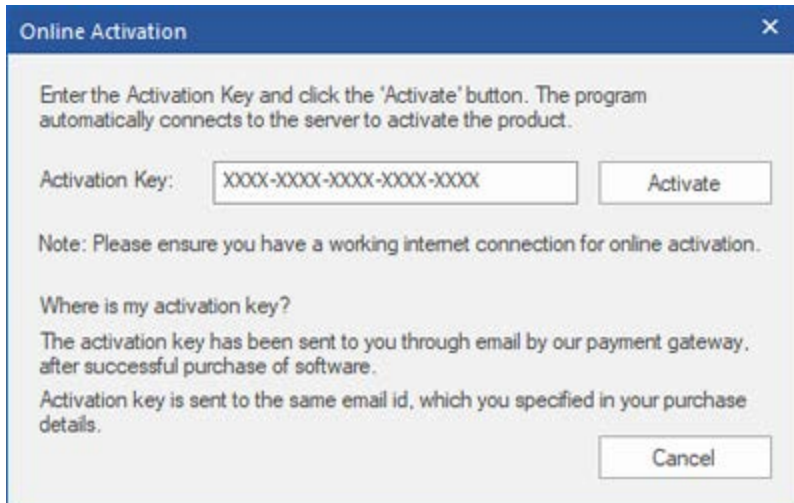 Online Activation
Enter the Activation Key and click the 'Activate' button. The program
automatically connects to the server to activate the product.
Activation Key: XXXX-XXXX-XXXX-XXXX-XXXX Activate
Note: Please ensure you have a working internet connection for online activation.
Where is my activation key?
The activation key has been sent to you through email by our payment gateway,
after successful purchase of software.
Activation key is sent to the same email id, which you specified in your purchase
details.
Cancel